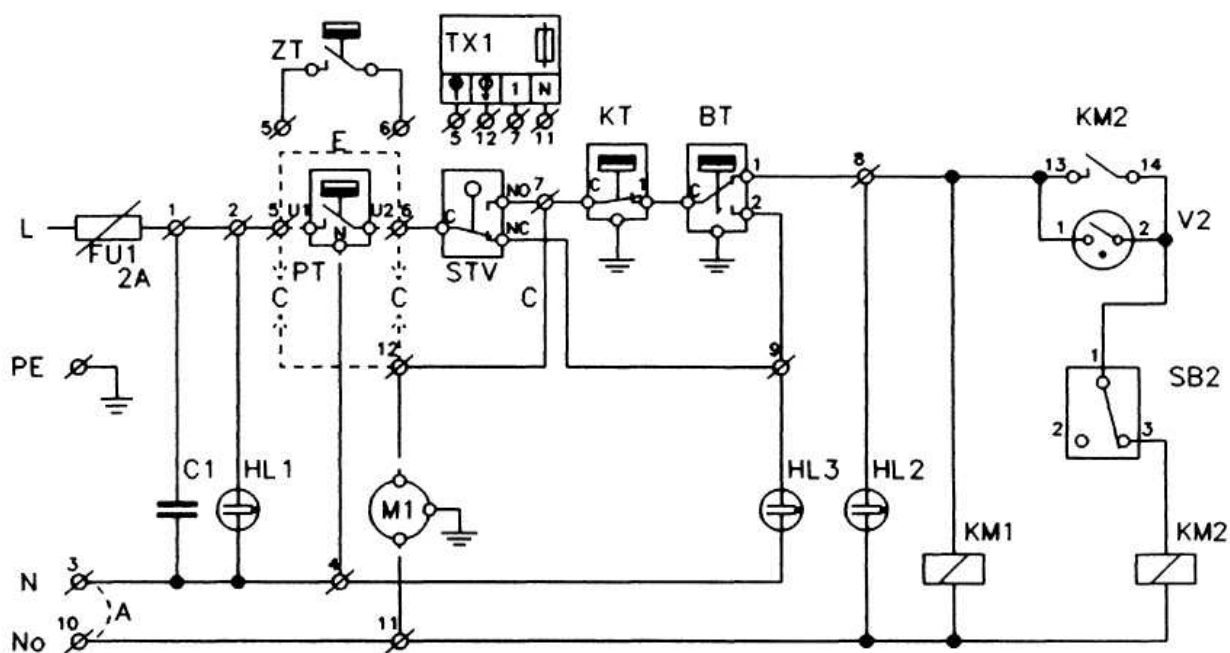 ZT
TX1
1 N
5 6 5 12 7 11
E
KT BT KM2
C 1 C 1 8 13 14
NO 7
L 1 2 5 U1 U2 6 C
N
2
NC
1 2 V2
FU1
2A
PT STV
C C C
12 9
PE
1
SB2
2 3
C1 HL1 HL3 HL2
M1
KM1 KM2
N 3 4
A
No 10 11